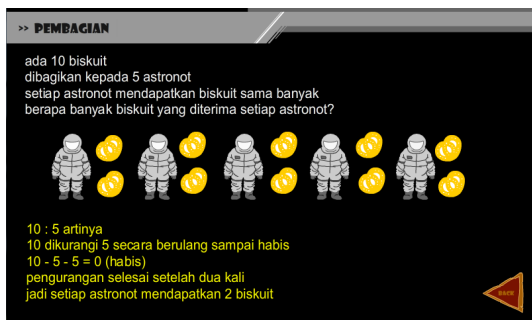 >> PEMBAGIAN
ada 10 biskuit
dibagikan kepada 5 astronot
setiap astronot mendapatkan biskuit sama banyak
berapa banyak biskuit yang diterima setiap astronot?
10 : 5 artinya
10 dikurangi 5 secara berulang sampai habis
10 - 5 - 5 = 0 (habis)
pengurangan selesai setelah dua kali
jadi setiap astronot mendapatkan 2 biskuit
BACK